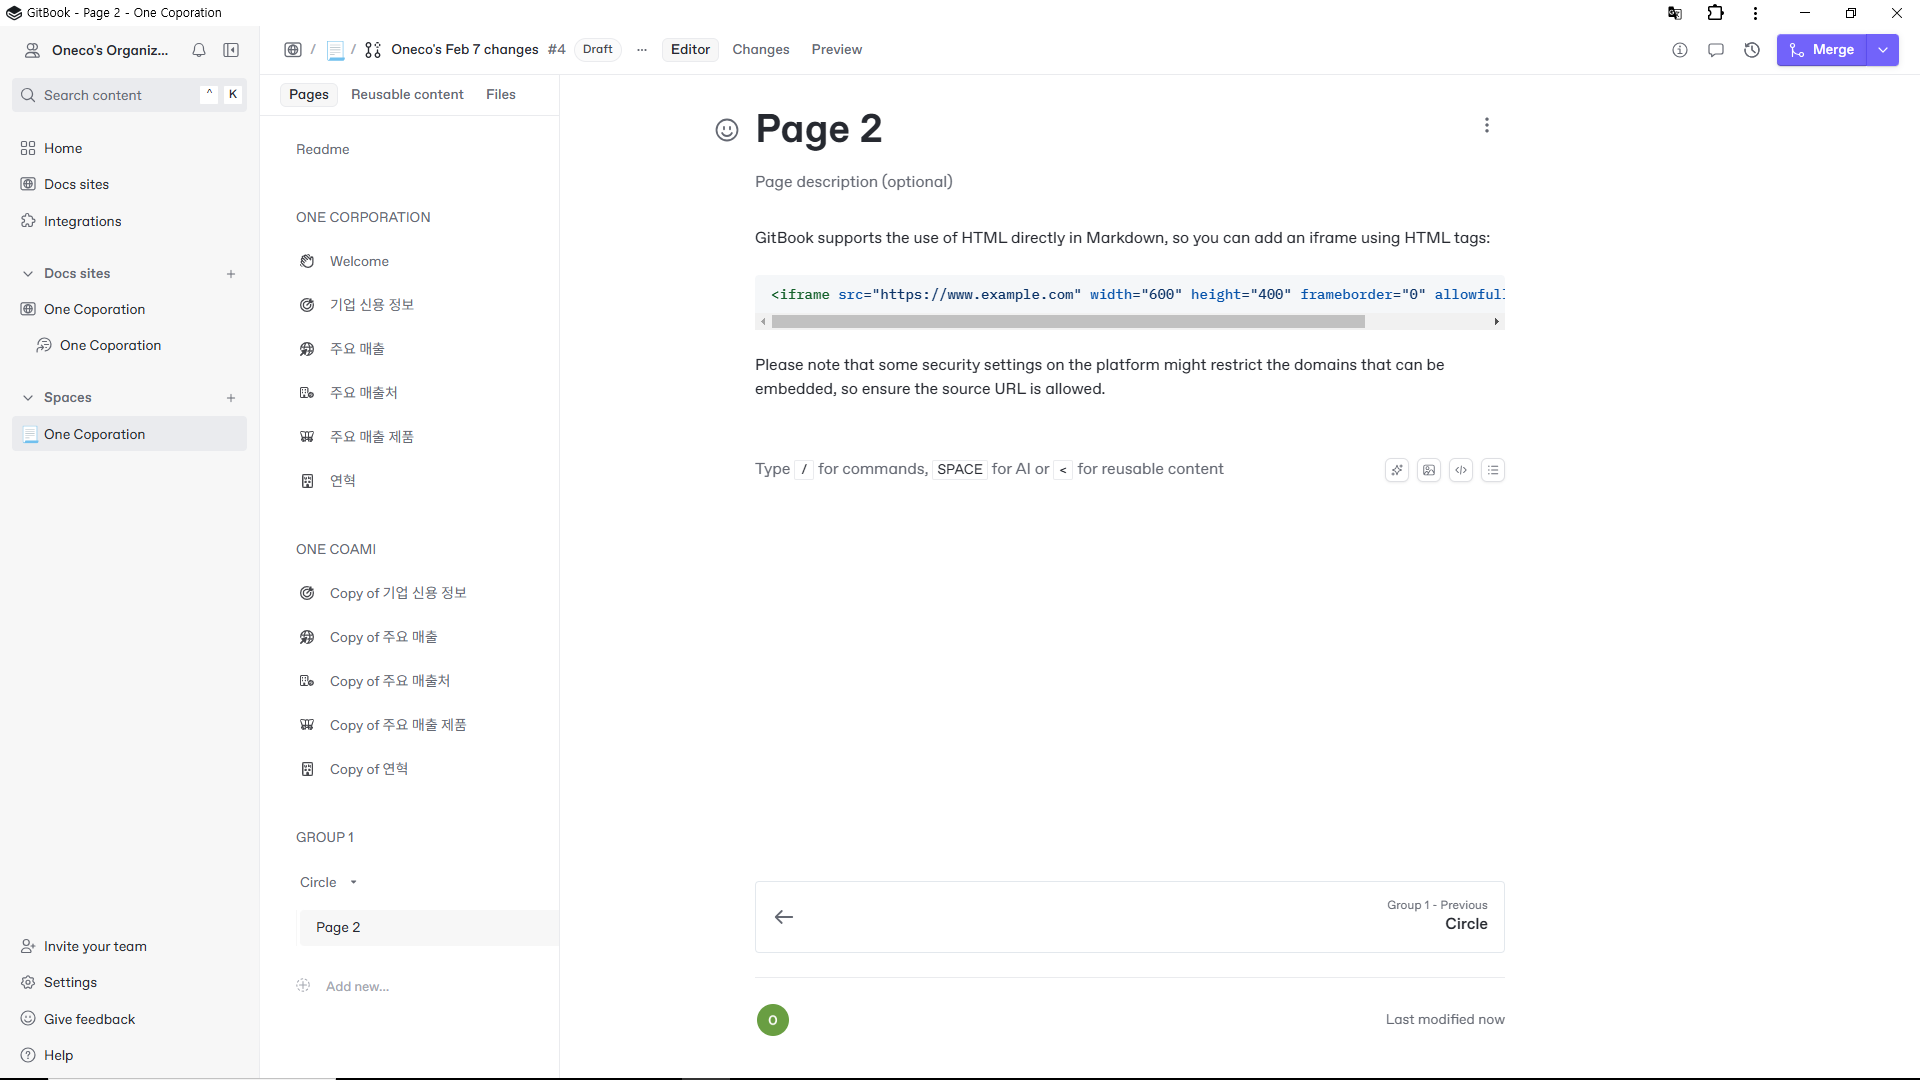 GitBook - Page 2 - One Coporation
Oneco's Organiz...
Search content
^ K
Home
Docs sites
Integrations
Docs sites
One Coporation
One Coporation
Spaces
One Coporation
Invite your team
Settings
Give feedback
Help
/ / Oneco's Feb 7 changes #4 Draft ... Editor Changes Preview
Merge
Pages Reusable content Files
Readme
ONE CORPORATION
Welcome
기업 신용 정보
주요 매출
주요 매출처
주요 매출 제품
연혁
ONE COAMI
Copy of 기업 신용 정보
Copy of 주요 매출
Copy of 주요 매출처
Copy of 주요 매출 제품
Copy of 연혁
GROUP 1
Circle
Page 2
Add new...
Page 2
Page description (optional)
GitBook supports the use of HTML directly in Markdown, so you can add an iframe using HTML tags:
<iframe src="https://www.example.com" width="600" height="400" frameborder="0" allowful
Please note that some security settings on the platform might restrict the domains that can be
embedded, so ensure the source URL is allowed.
Type / for commands, SPACE for AI or < for reusable content
Group 1 - Previous
Circle
O
Last modified now